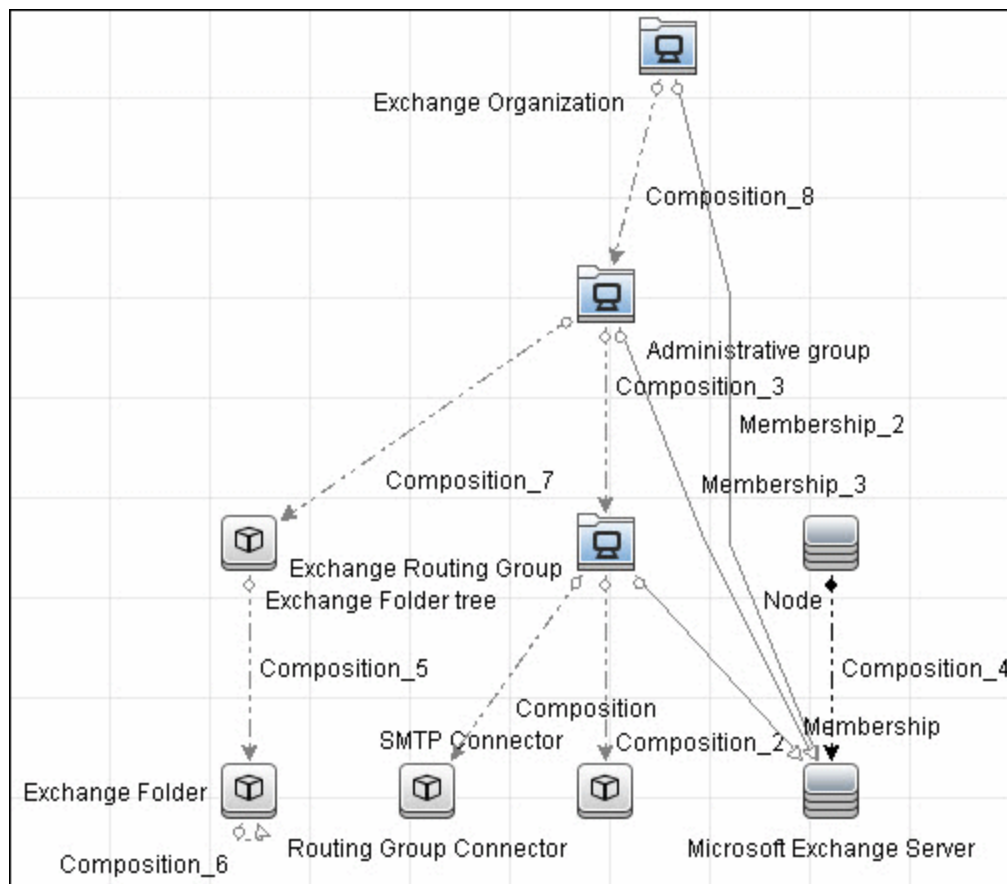 Exchange Organization
Composition_8
Administrative group
Composition_3
Membership_2
Composition_7
Membership_3
Exchange Routing Group
Exchange Folder tree
Node
Composition_5
Composition_4
Composition
Membership
SMTP Connector
Composition_2
Exchange Folder
Routing Group Connector
Microsoft Exchange Server
Composition_6